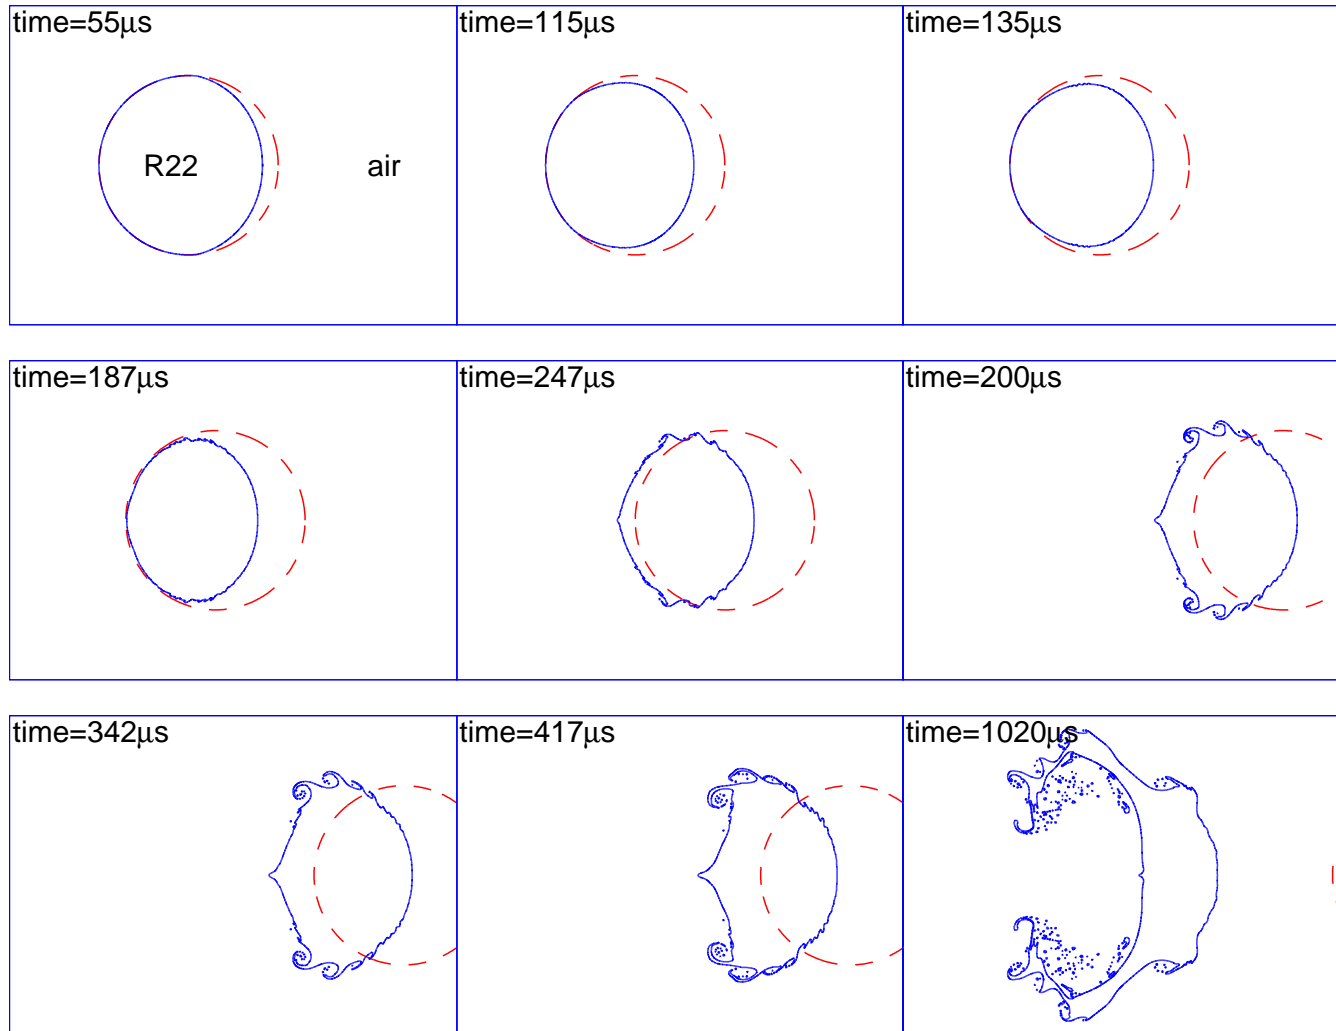 time=55μs
time=115μs
time=135μs
R22
air
time=187μs
time=247μs
time=200μs
time=342μs
time=417μs
time=1020μs